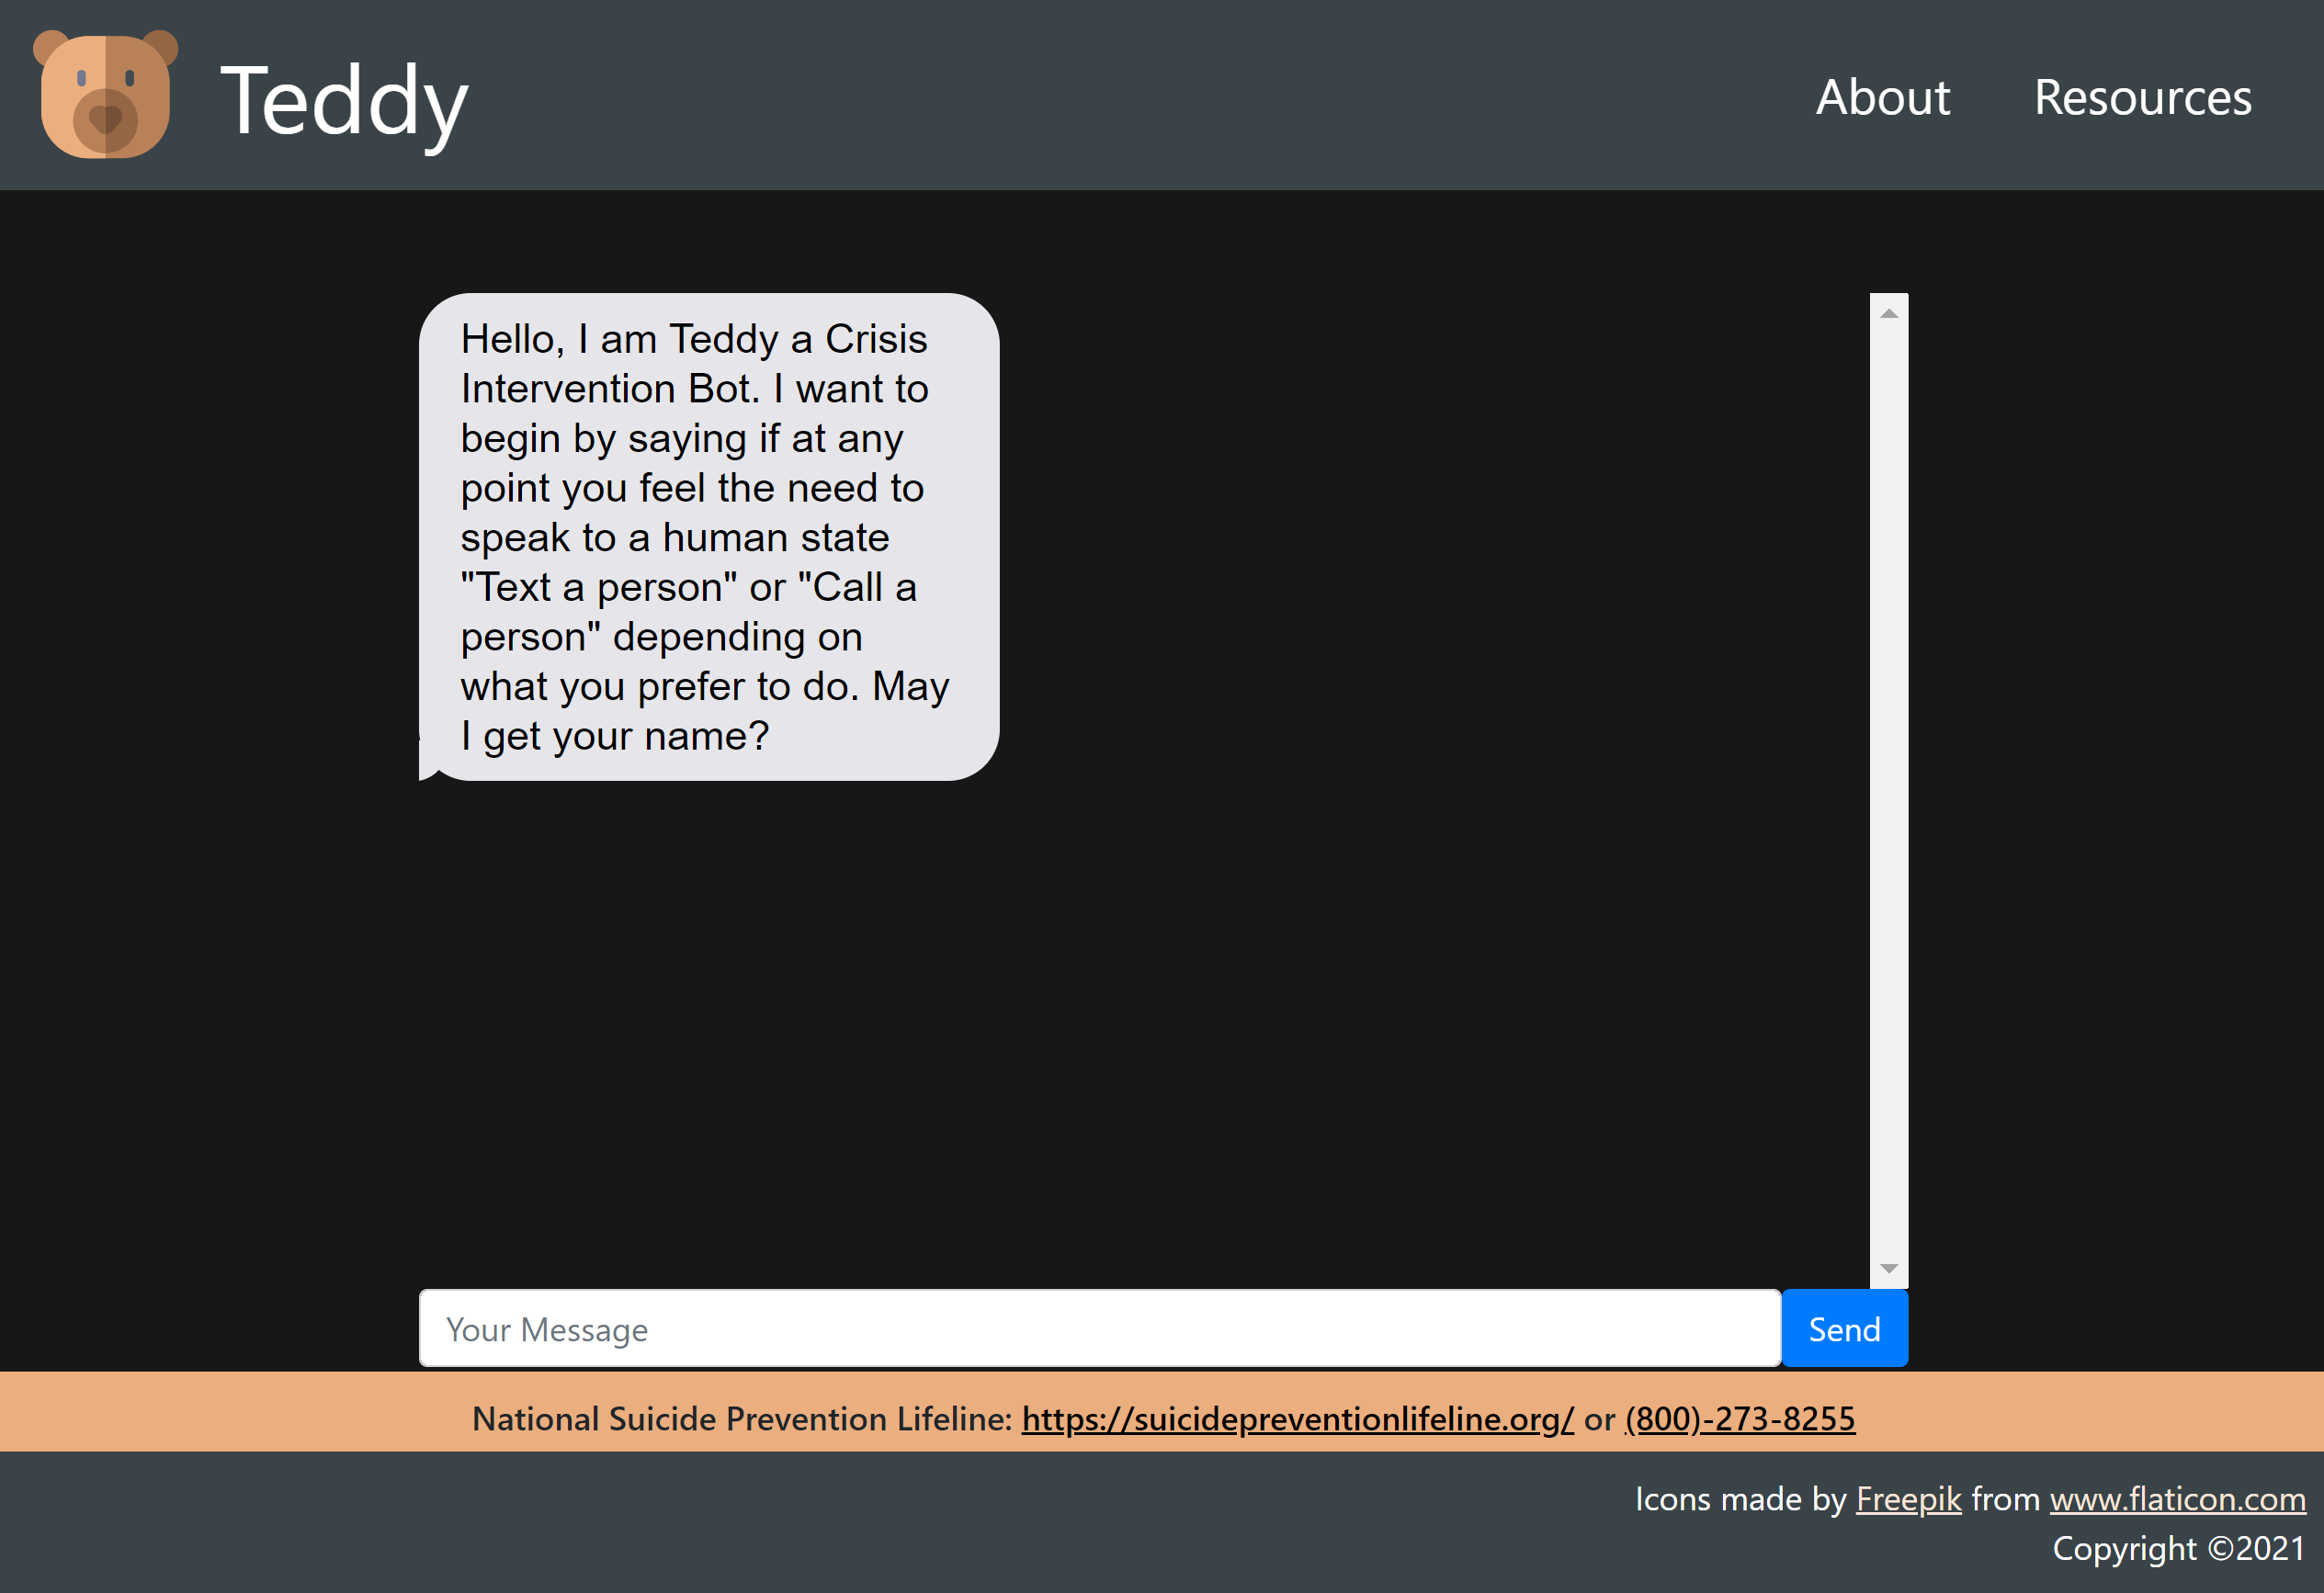 Teddy
About
Resources
Hello, I am Teddy a Crisis
Intervention Bot. I want to
begin by saying if at any
point you feel the need to
speak to a human state
"Text a person" or "Call a
person" depending on
what you prefer to do. May
I get your name?
Your Message
Send
National Suicide Prevention Lifeline: https://suicidepreventionlifeline.org/ or (800)-273-8255
Icons made by Freepik from www.flaticon.com
Copyright ©2021